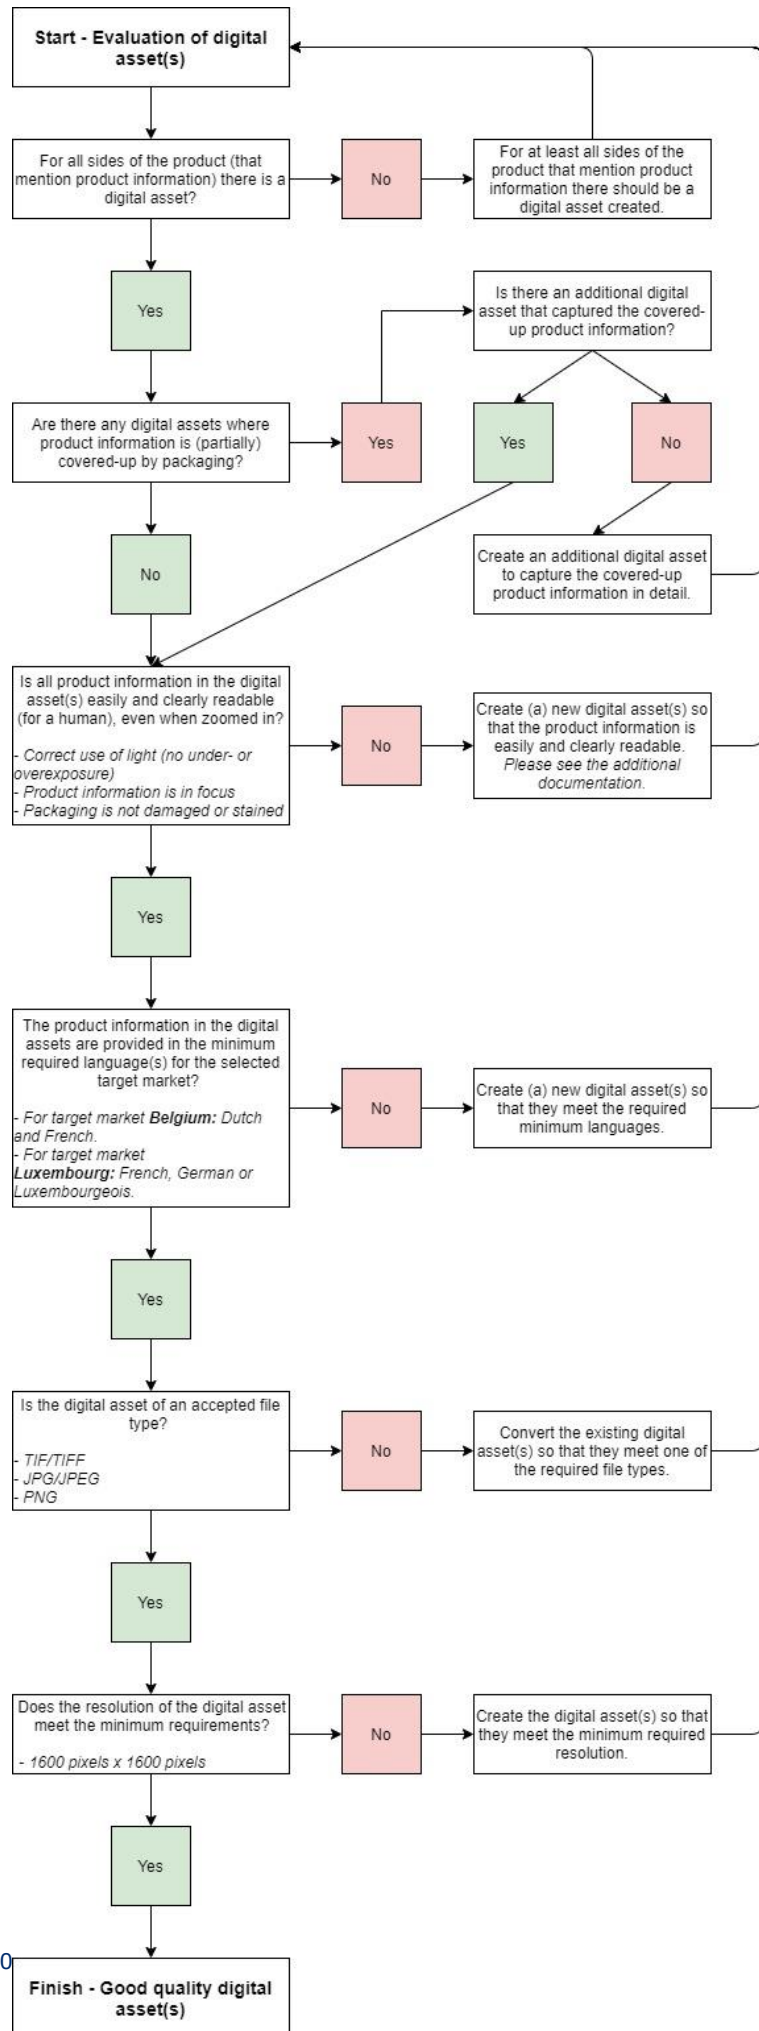 Start - Evaluation of digital
asset(s)
For all sides of the product (that
mention product information) there is a
digital asset?
No
For at least all sides of the
product that mention product
information there should be a
digital asset created.
Yes
Is there an additional digital
asset that captured the covered-
up product information?
Are there any digital assets where
product information is (partially)
covered-up by packaging?
Yes
Yes
No
No
Create an additional digital asset
to capture the covered-up
product information in detail.
Is all product information in the digital
asset(s) easily and clearly readable
(for a human), even when zoomed in?
- Correct use of light (no under- or
overexposure)
- Product information is in focus
- Packaging is not damaged or stained
No
Create (a) new digital asset(s) so
that the product information is
easily and clearly readable.
Please see the additional
documentation.
Yes
The product information in the digital
assets are provided in the minimum
required language(s) for the selected
target market?
- For target market Belgium: Dutch
and French.
- For target market
Luxembourg: French, German or
Luxembourgeois.
No
Create (a) new digital asset(s) so
that they meet the required
minimum languages.
Yes
Is the digital asset of an accepted file
type?
- TIF/TIFF
- JPG/JPEG
- PNG
No
Convert the existing digital
asset(s) so that they meet one of
the required file types.
Yes
Does the resolution of the digital asset
meet the minimum requirements?
- 1600 pixels x 1600 pixels
No
Create the digital asset(s) so that
they meet the minimum required
resolution.
Yes
0
Finish - Good quality digital
asset(s)